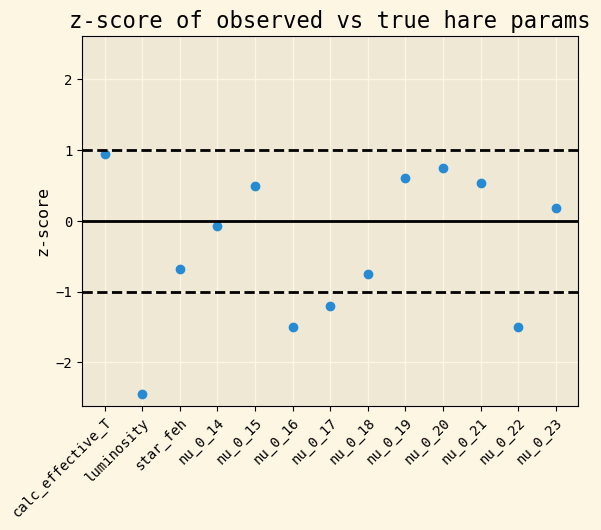 z-score of observed vs true hare params
z-score
2
1
0
−1
−2
calc_effective_T
luminosity
star_feh
nu_0_14
nu_0_15
nu_0_16
nu_0_17
nu_0_18
nu_0_19
nu_0_20
nu_0_21
nu_0_22
nu_0_23